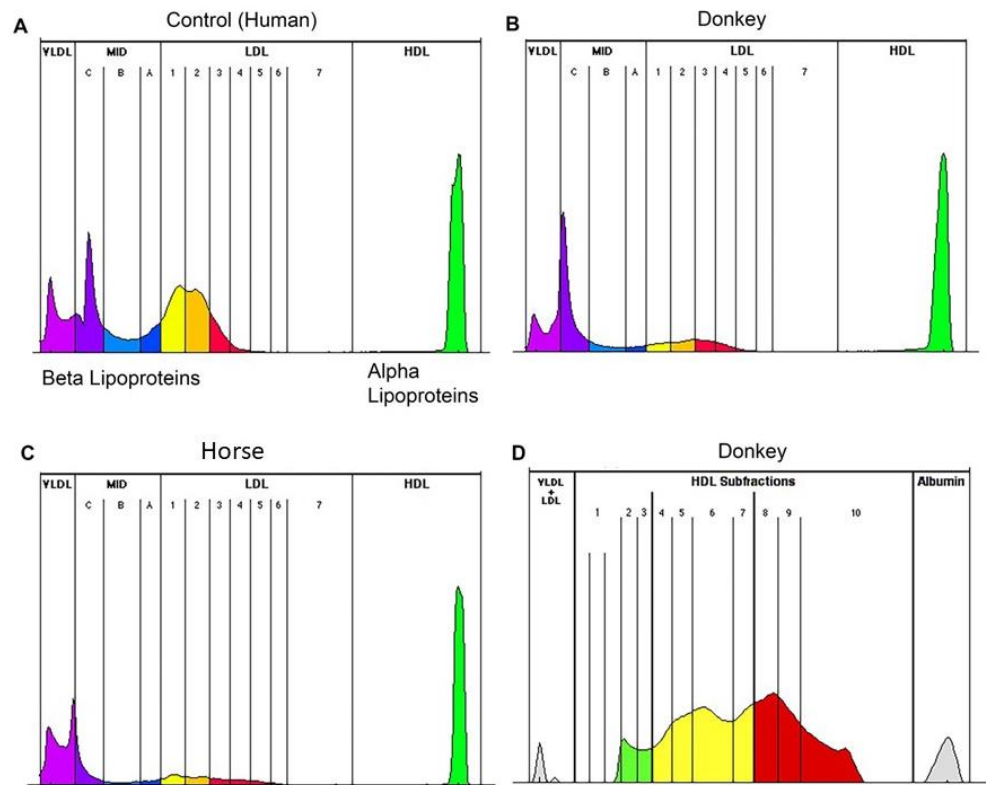 A
Control (Human)
VLDL MID LDL HDL
C B A 1 2 3 4 5 6 7
Beta Lipoproteins
Alpha
Lipoproteins
B
Donkey
VLDL MID LDL HDL
C B A 1 2 3 4 5 6 7
C
Horse
VLDL MID LDL HDL
C B A 1 2 3 4 5 6 7
D
Donkey
VLDL
+
LDL
HDL Subfractions
Albumin
1 2 3 4 5 6 7 8 9 10